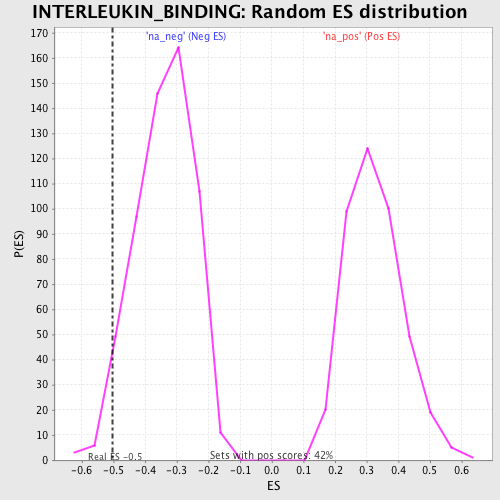 INTERLEUKIN_BINDING: Random ES distribution
'na_neg' (Neg ES)
'na_pos' (Pos ES)
P(ES)
170
160
150
140
130
120
110
100
90
80
70
60
50
40
30
20
10
0
Real ES -0.5
Sets with pos scores: 42%
-0.6 -0.5 -0.4 -0.3 -0.2 -0.1 0.0 0.1 0.2 0.3 0.4 0.5 0.6
ES